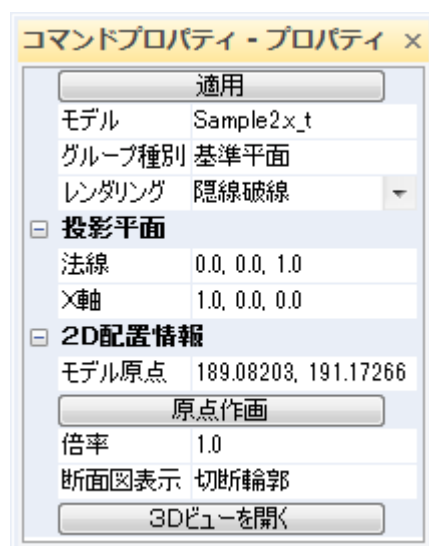 コマンドプロパティ - プロパティ ×
適用
モデル Sample2.x_t
グループ種別 基準平面
レンダリング 隠線破線
投影平面
法線 0.0, 0.0, 1.0
X軸 1.0, 0.0, 0.0
2D配置情報
モデル原点 189.08203, 191.17266
原点作画
倍率 1.0
断面図表示 切断輪郭
3Dビューを開く